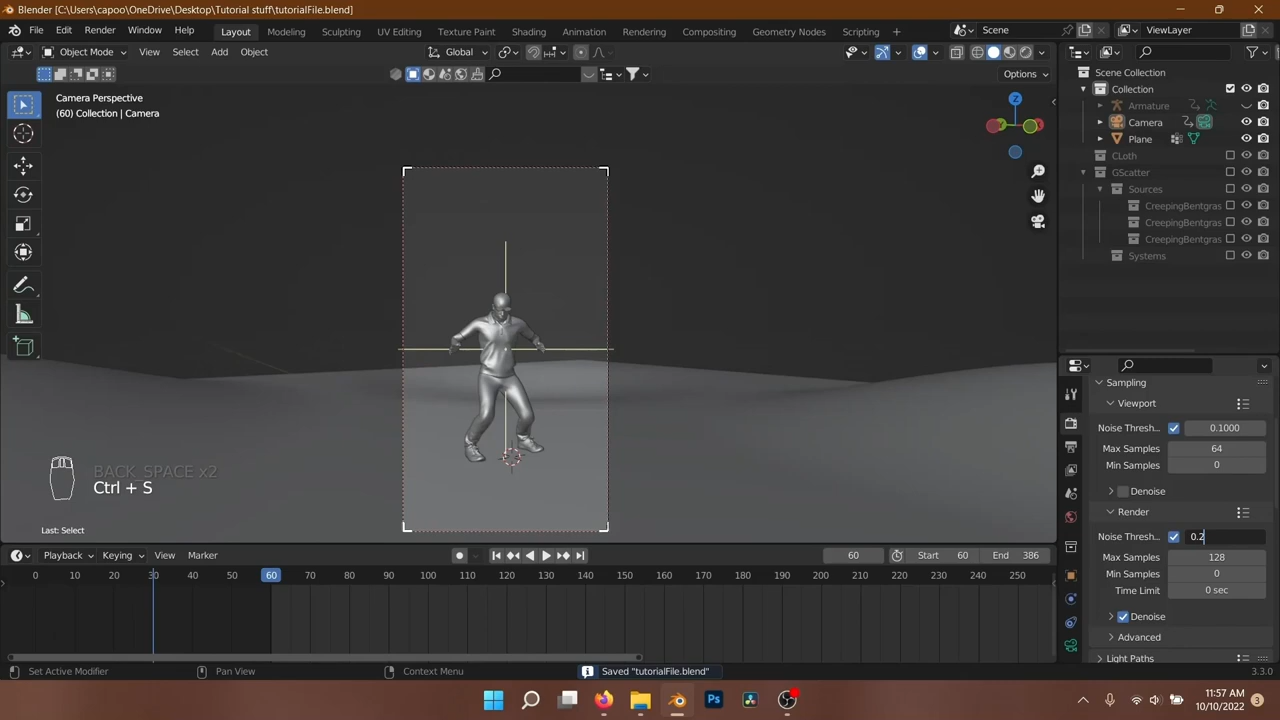 Blender [C:\Users\capoo\OneDrive\Desktop\Tutorial stuff\tutorialFile.blend]
File Edit Render Window Help Layout Modeling Sculpting UV Editing Texture Paint Shading Animation Rendering Compositing Geometry Nodes Scripting + Scene ViewLayer
Object Mode View Select Add Object Global
Options
Camera Perspective
(60) Collection | Camera
Z
Scene Collection
Collection
Armature
Camera
Plane
CLoth
GScatter
Sources
CreepingBentgras
CreepingBentgras
CreepingBentgras
Systems
Sampling
Viewport
Noise Thresh... 0.1000
Max Samples 64
Min Samples 0
Denoise
Render
Noise Thresh... 0.2
Max Samples 128
Min Samples 0
Time Limit 0 sec
Denoise
Advanced
Light Paths
BACK_SPACE x2
Ctrl + S
Last: Select
Playback Keying View Marker 60 Start 60 End 386
0 10 20 30 40 50 60 70 80 90 100 110 120 130 140 150 160 170 180 190 200 210 220 230 240 250
Set Active Modifier Pan View Context Menu Saved "tutorialFile.blend" 3.3.0
Ps
11:57 AM
10/10/2022
3